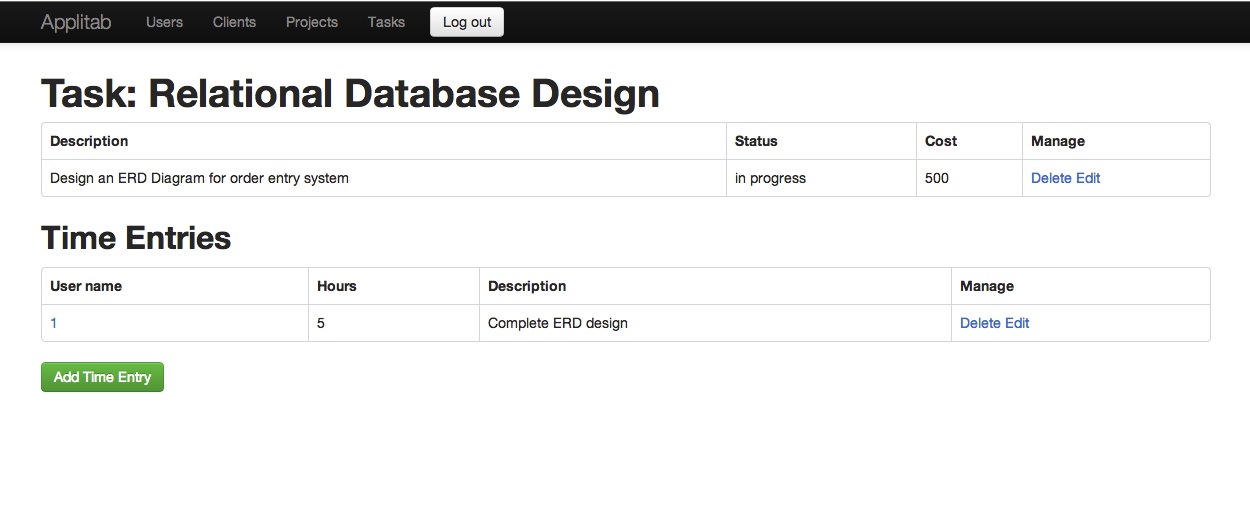 Applitab Users Clients Projects Tasks Log out
Task: Relational Database Design
Description Status Cost Manage
Design an ERD Diagram for order entry system in progress 500 Delete Edit
Time Entries
User name Hours Description Manage
1 5 Complete ERD design Delete Edit
Add Time Entry